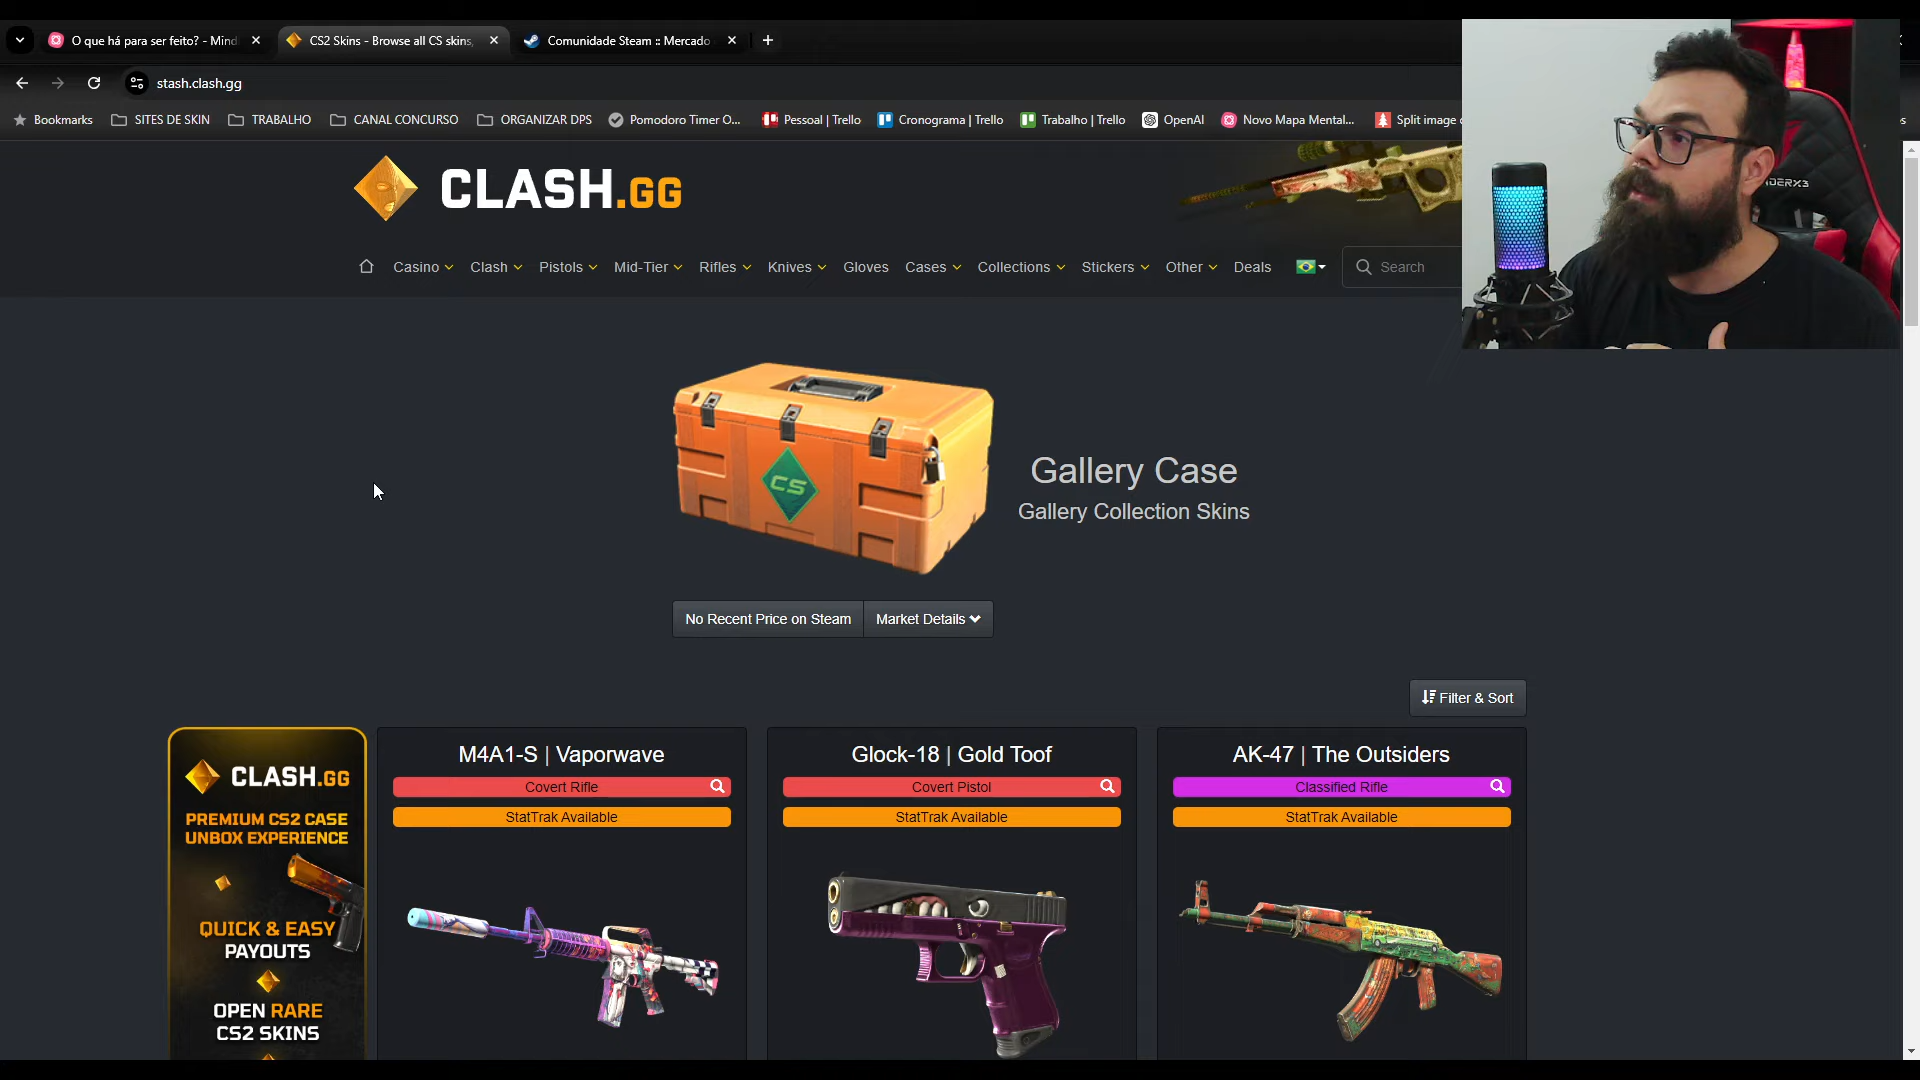 O que há para ser feito? - Mind
CS2 Skins - Browse all CS skins,
Comunidade Steam :: Mercado
stash.clash.gg
Bookmarks
SITES DE SKIN
TRABALHO
CANAL CONCURSO
ORGANIZAR DPS
Pomodoro Timer O...
Pessoal | Trello
Cronograma | Trello
Trabalho | Trello
OpenAI
Novo Mapa Mental...
Split image
CLASH.GG
Casino
Clash
Pistols
Mid-Tier
Rifles
Knives
Gloves
Cases
Collections
Stickers
Other
Deals
Search
CS
Gallery Case
Gallery Collection Skins
No Recent Price on Steam
Market Details
Filter & Sort
CLASH.GG
PREMIUM CS2 CASE
UNBOX EXPERIENCE
QUICK & EASY
PAYOUTS
OPEN RARE
CS2 SKINS
M4A1-S | Vaporwave
Covert Rifle
StatTrak Available
Glock-18 | Gold Toof
Covert Pistol
StatTrak Available
AK-47 | The Outsiders
Classified Rifle
StatTrak Available